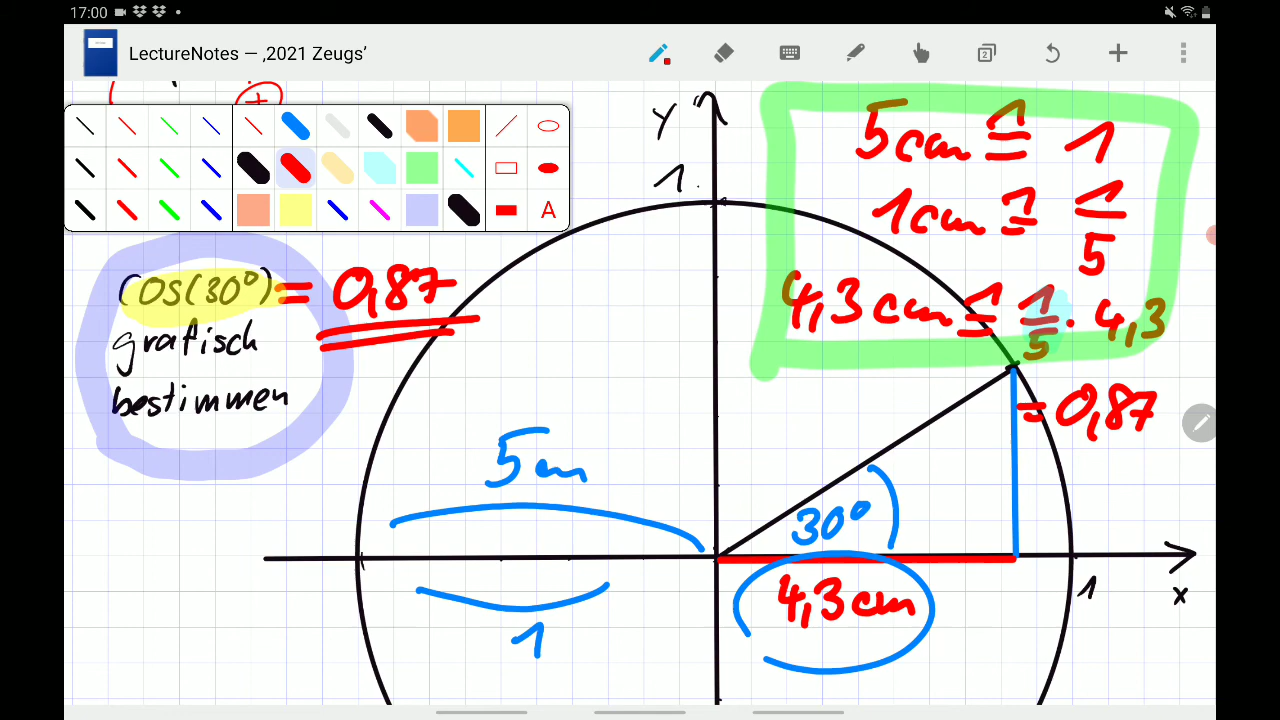 17:00
LectureNotes — ‚2021 Zeugs’
2
A
+
y
1
5cm ≙ 1
1cm ≙ 1/5
4,3cm ≙ 1/5 · 4,3
= 0,87
cos(30°) = 0,87
grafisch
bestimmen
5cm
30°
4,3cm
1
1
x